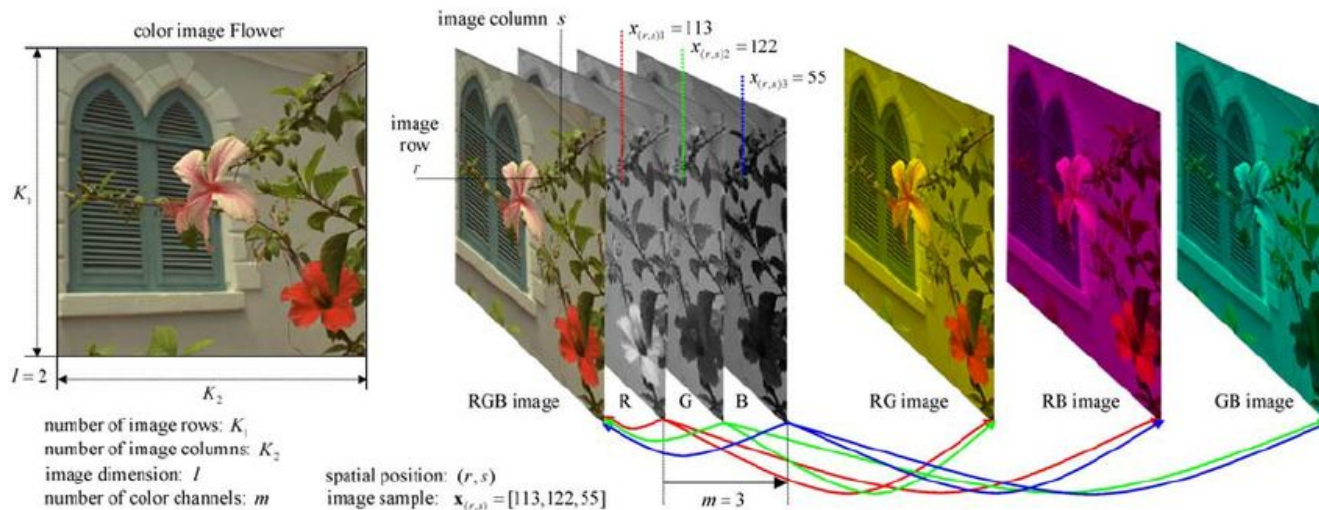 color image Flower
K₁
l = 2
K₂
number of image rows: K₁
number of image columns: K₂
image dimension: l
number of color channels: m
spatial position: (r, s)
image sample: x₍r,s₎ = [113,122,55]
image column s
x₍r,s₎1 = 113
x₍r,s₎2 = 122
x₍r,s₎3 = 55
image
row
r
RGB image
R
G
B
m = 3
RG image
RB image
GB image